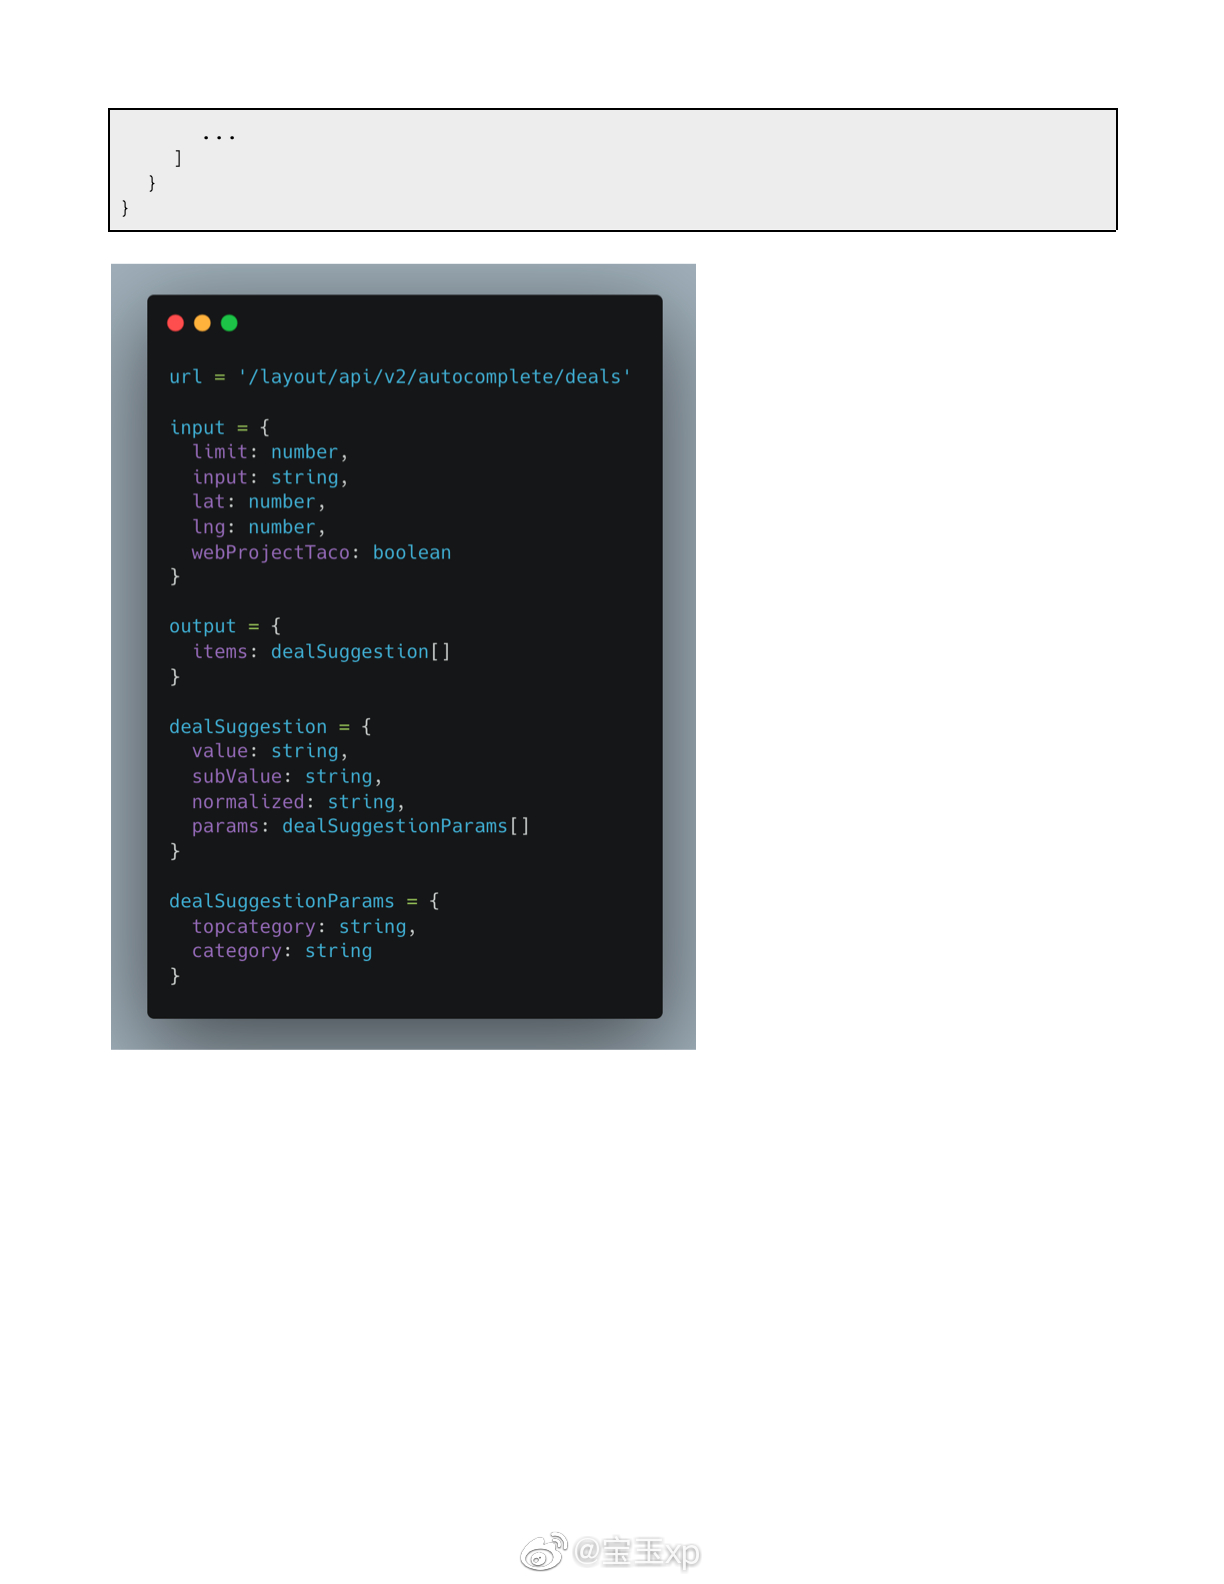 ...
]
}
}
url = '/layout/api/v2/autocomplete/deals'
input = {
limit: number,
input: string,
lat: number,
lng: number,
webProjectTaco: boolean
}
output = {
items: dealSuggestion[]
}
dealSuggestion = {
value: string,
subValue: string,
normalized: string,
params: dealSuggestionParams[]
}
dealSuggestionParams = {
topcategory: string,
category: string
}
@宝玉xp